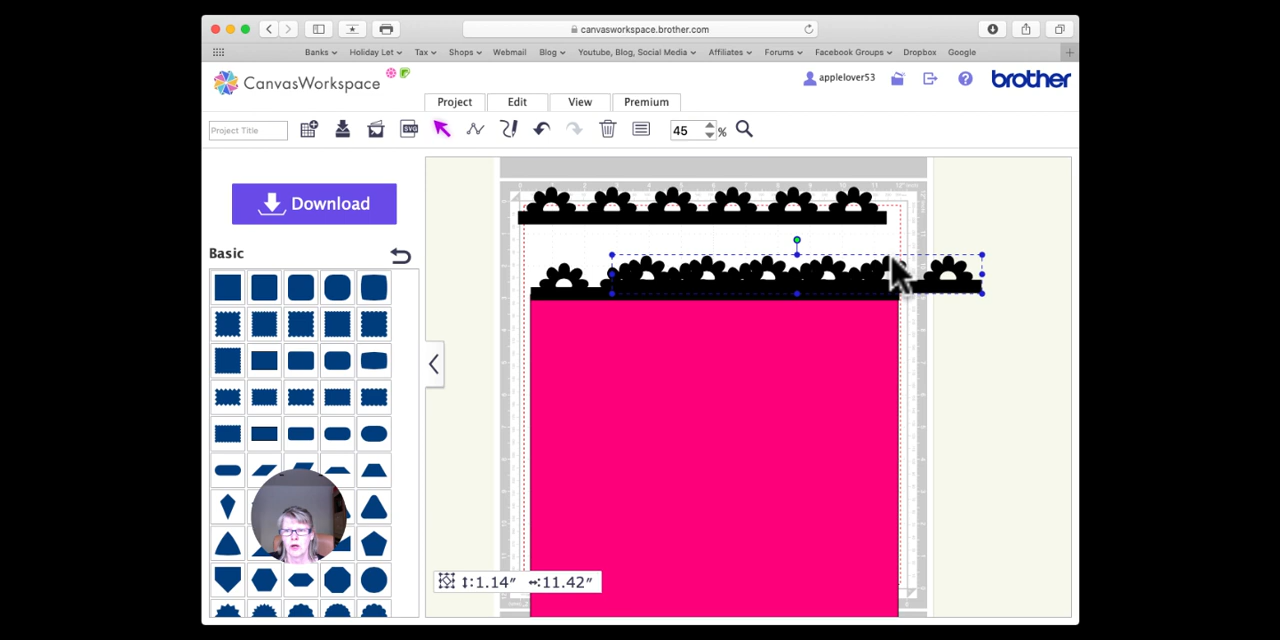 canvasworkspace.brother.com
Banks Holiday Let Tax Shops Webmail Blog Youtube, Blog, Social Media Affiliates Forums Facebook Groups Dropbox Google
CanvasWorkspace
applelover53
brother
Project Edit View Premium
Project Title
SVG
45 %
Download
Basic
↕:1.14" ↔:11.42"